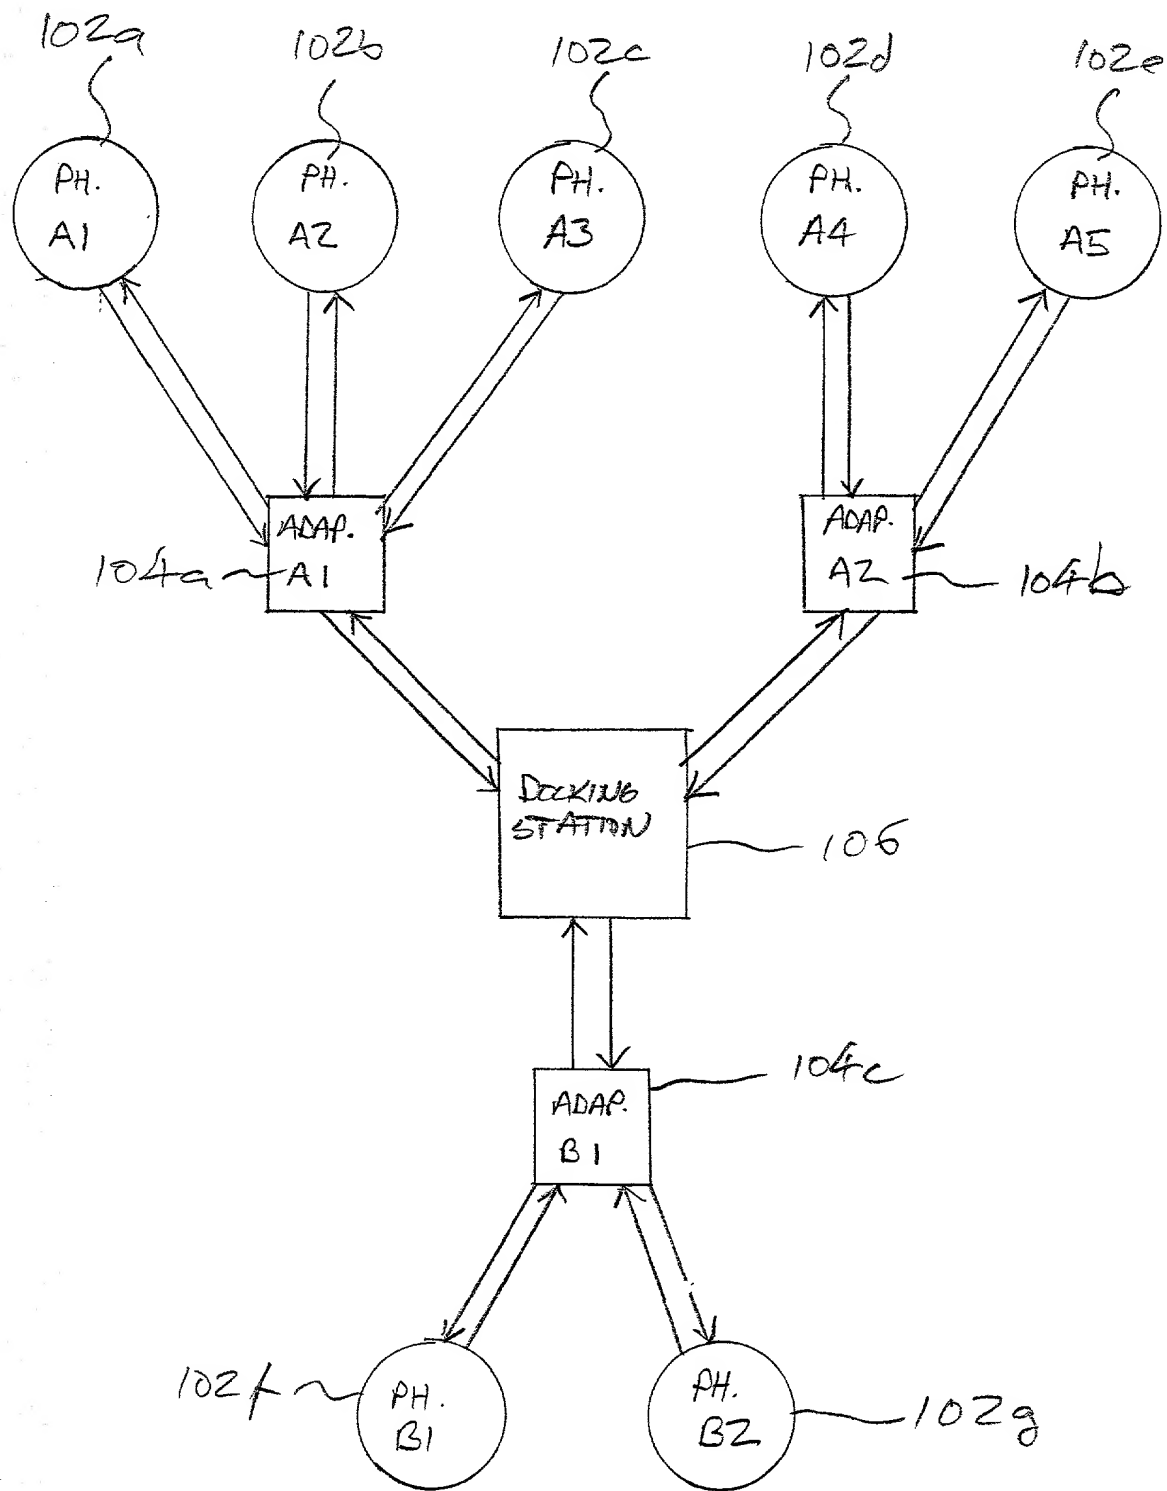 102a
102b
102c
102d
102e
PH.
A1
PH.
A2
PH.
A3
PH.
A4
PH.
A5
ADAP.
A1
104a
ADAP.
A2
104b
DOCKING
STATION
106
104c
ADAP.
B1
102f
PH.
B1
PH.
B2
102g